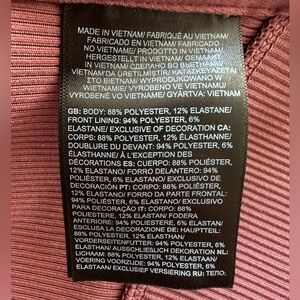 MADE IN VIETNAM/ FABRIQUÉ AU VIETNAM/
FABRICADO EN VIETNAM/ FABRICADO NO
VIETNAM/ PRODOTTO IN VIETNAM/
HERGESTELLT IN VIETNAM/ GEMAAKT
IN VIETNAM/ СДЕЛАНО ВО ВЬЕТНАМЕ/
VIETNAM'DA ÜRETİLMİŞTİR/ ΚΑΤΑΣΚΕΥΑΖΕΤΑΙ
ΣΤΟ ΒΙΕΤΝΑΜ/ WYPRODUKOWANO W
WIETNAMIE/ VYROBENO VE VIETNAMU/
VYROBENÉ VO VIETNAME/ GYÁRTVA: VIETNAM
GB: BODY: 88% POLYESTER, 12% ELASTANE/
FRONT LINING: 94% POLYESTER, 6%
ELASTANE/ EXCLUSIVE OF DECORATION CA:
CORPS: 88% POLYESTER, 12% ÉLASTHANNE/
DOUBLURE DU DEVANT: 94% POLYESTER, 6%
ÉLASTHANNE/ À L'EXCEPTION DES
DÉCORATIONS ES: CUERPO: 88% POLIÉSTER,
12% ELASTANO/ FORRO DELANTERO: 94%
POLIÉSTER, 6% ELASTANO/ EXCLUSIVO DE
DECORACIÓN PT: CORPO: 88% POLIÉSTER,
12% ELASTANO/ FORRO DA PARTE FRONTAL:
94% POLIÉSTER, 6% ELASTANO/ EXCLUSIVO
PARA DECORAÇÃO IT: CORPO: 88%
POLIESTERE, 12% ELASTAN/ FODERA
ANTERIORE: 94% POLIESTERE, 6% ELASTAN/
ESCLUSA LA DECORAZIONE DE: HAUPTTEIL:
88% POLYESTER, 12% ELASTHAN/
VORDERSEITENFUTTER: 94% POLYESTER, 6%
ELASTHAN/ AUSSCHLIEßLICH DEKORATION NL:
LICHAAM: 88% POLYESTER, 12% ELASTAAN/
VOERING VOORZIJDE: 94% POLYESTER, 6%
ELASTAAN/ EXCLUSIEF VERSIERING RU: ТЕЛО: